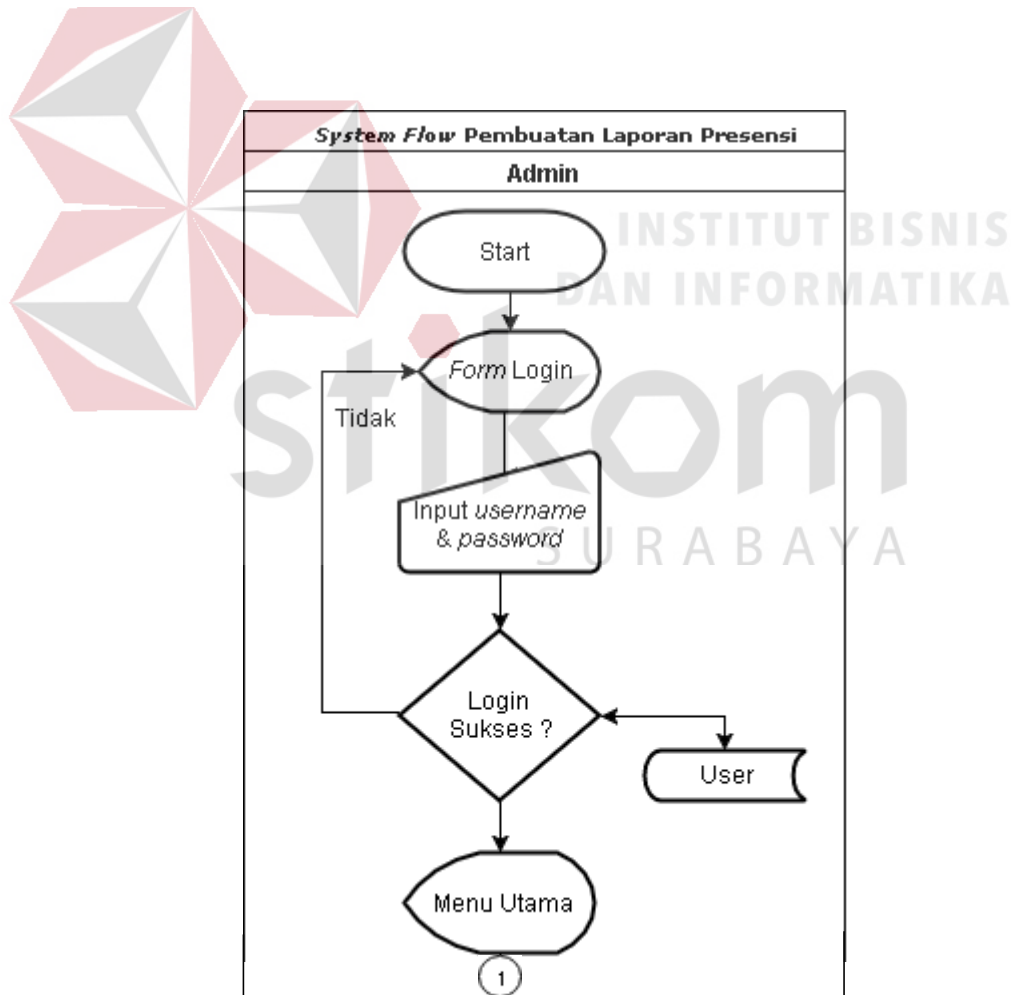 System Flow Pembuatan Laporan Presensi
Admin
INSTITUT BISNIS
DAN INFORMATIKA
stikom
SURABAYA
Start
Form Login
Tidak
Input username
& password
Login
Sukses ?
User
Menu Utama
1